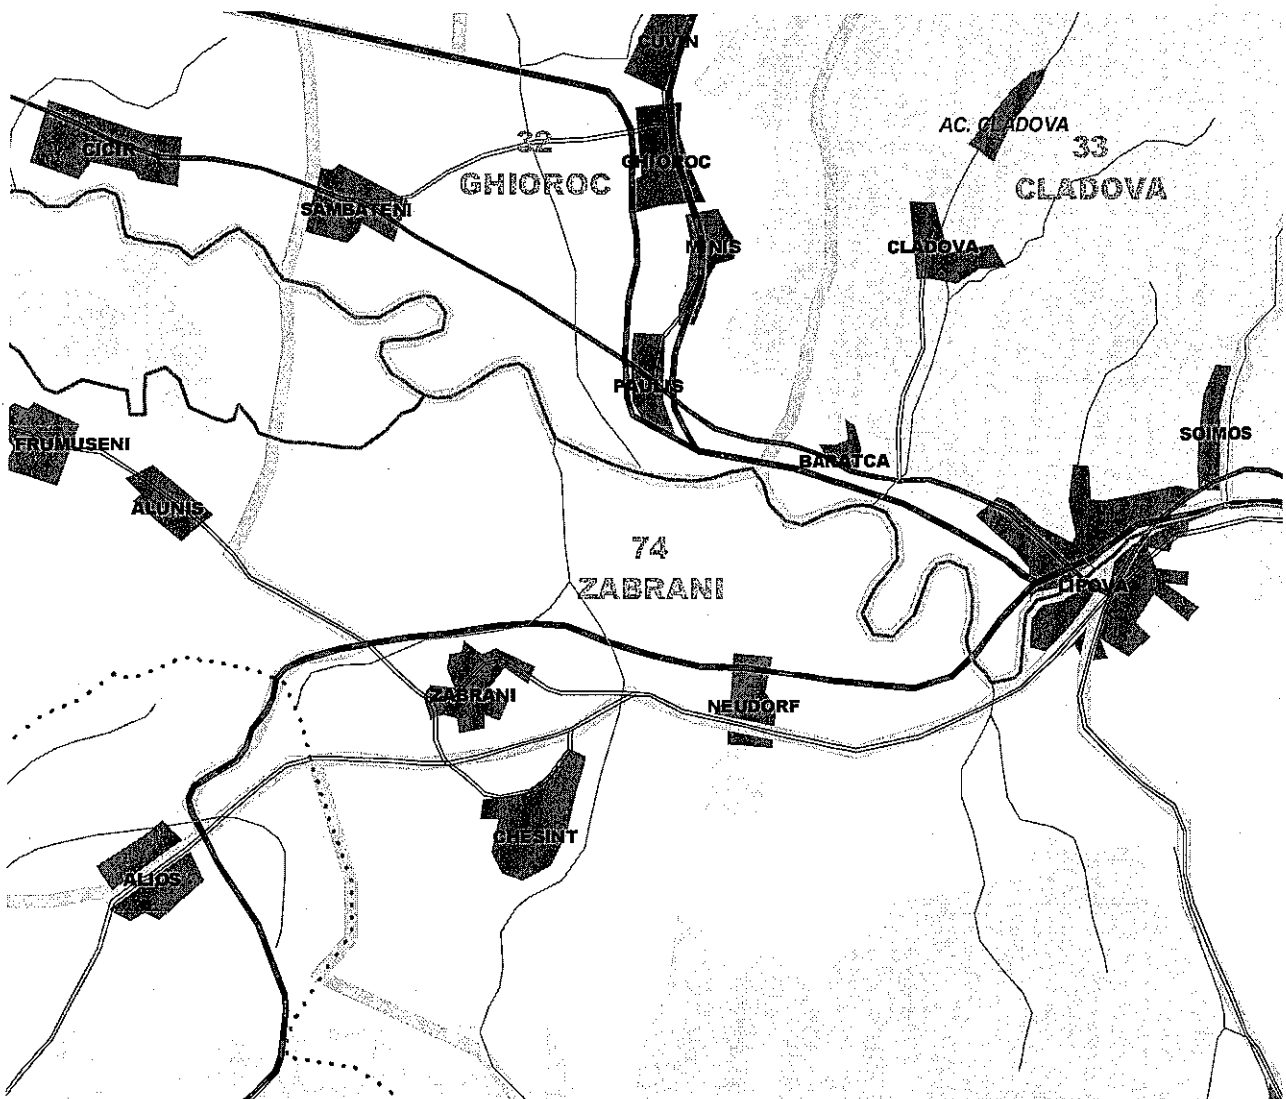 CUVIN
AC. CLADOVA
CICIR
32
GHIOROC
GHIOROC
33
CLADOVA
SAMBATENI
MINIS
CLADOVA
PAULIS
FRUMUSENI
BARATCA
SOIMOS
ALUNIS
74
ZABRANI
LIPOVA
ZABRANI
NEUDORF
CHESINT
ALIOS